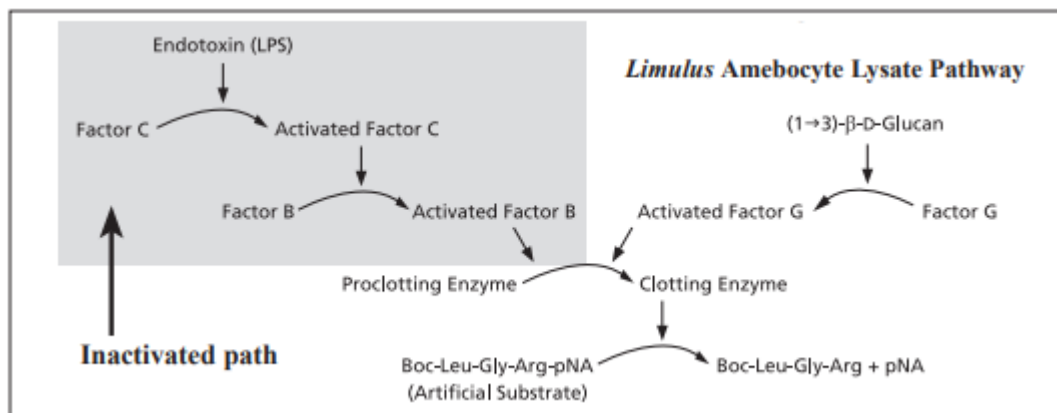 Endotoxin (LPS)
Limulus Amebocyte Lysate Pathway
Factor C
Activated Factor C
(1→3)-β-D-Glucan
Factor B
Activated Factor B
Activated Factor G
Factor G
Proclotting Enzyme
Clotting Enzyme
Inactivated path
Boc-Leu-Gly-Arg-pNA
(Artificial Substrate)
Boc-Leu-Gly-Arg + pNA